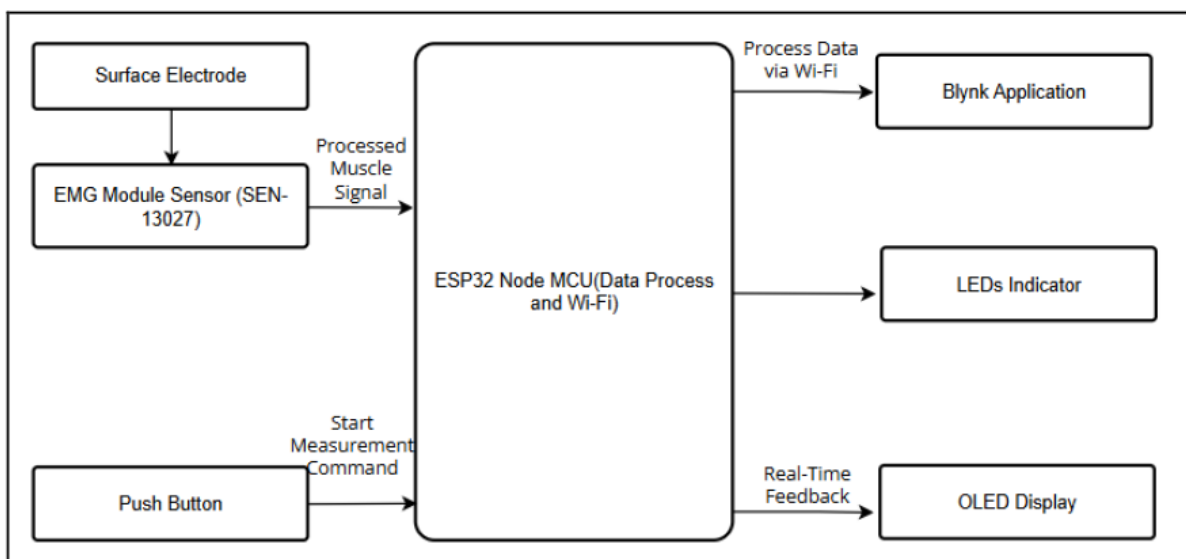 Surface Electrode
EMG Module Sensor (SEN-
13027)
Processed
Muscle
Signal
Start
Measurement
Command
Push Button
ESP32 Node MCU(Data Process
and Wi-Fi)
Process Data
via Wi-Fi
Blynk Application
LEDs Indicator
Real-Time
Feedback
OLED Display